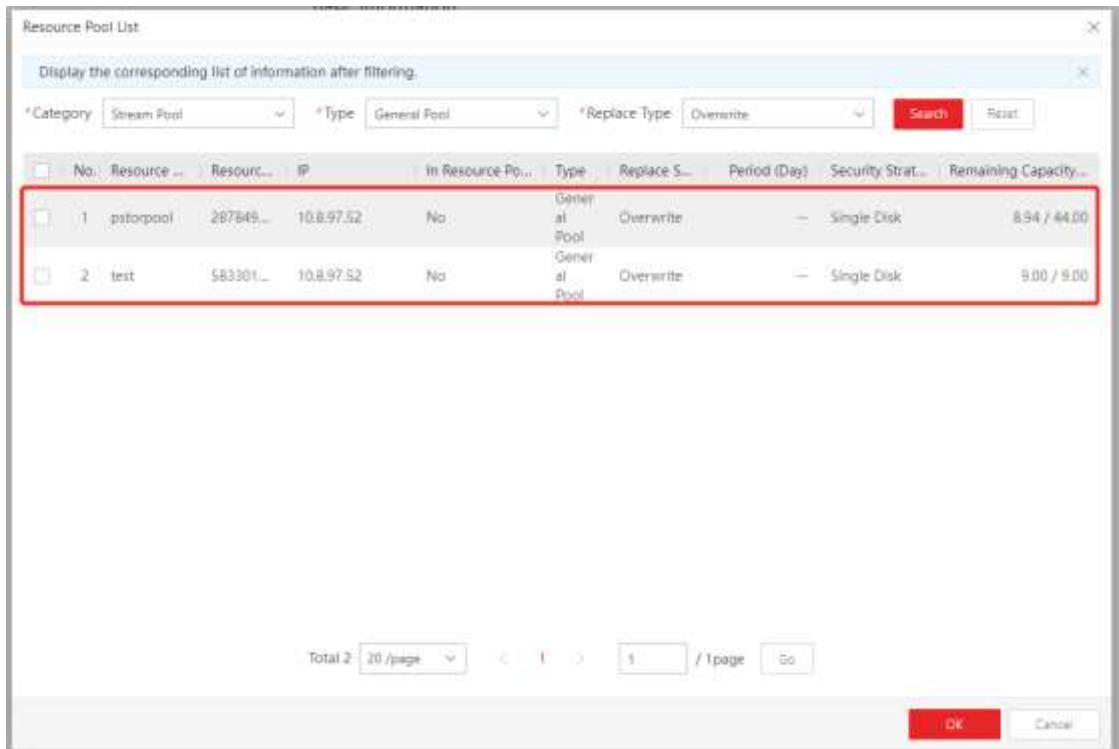 Resource Pool List
Display the corresponding list of information after filtering.
*Category Stream Pool *Type General Pool *Replace Type Overwrite Search Reset
No. Resource ... Resourc... IP In Resource Po... Type Replace S... Period (Day) Security Strat... Remaining Capacity...
1 pstorpool 287849... 10.8.97.52 No General Pool Overwrite -- Single Disk 8.94 / 44.00
2 test 583301... 10.8.97.52 No General Pool Overwrite -- Single Disk 9.00 / 9.00
Total 2 20 /page < 1 > 1 / 1page Go
OK Cancel